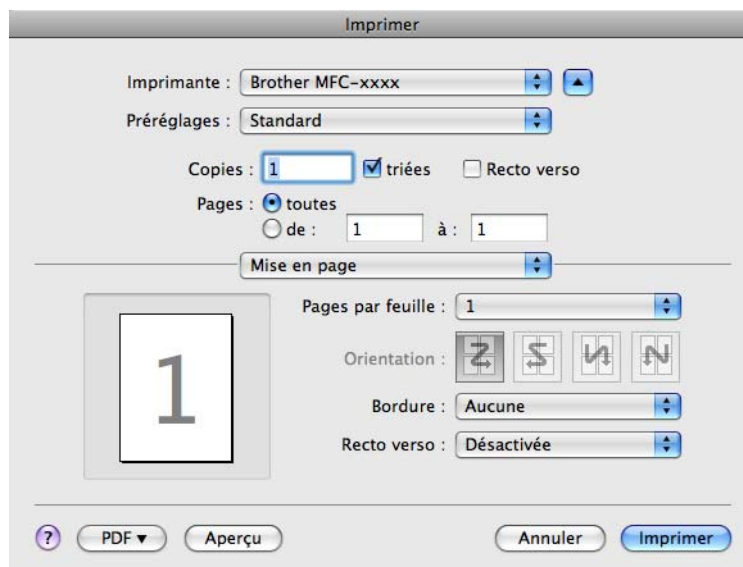 Imprimer
Imprimante : Brother MFC-xxxx
Préréglages : Standard
Copies : 1 triées Recto verso
Pages : toutes
de : 1 à : 1
Mise en page
Pages par feuille : 1
1
Orientation :
Bordure : Aucune
Recto verso : Désactivée
? PDF Aperçu Annuler Imprimer